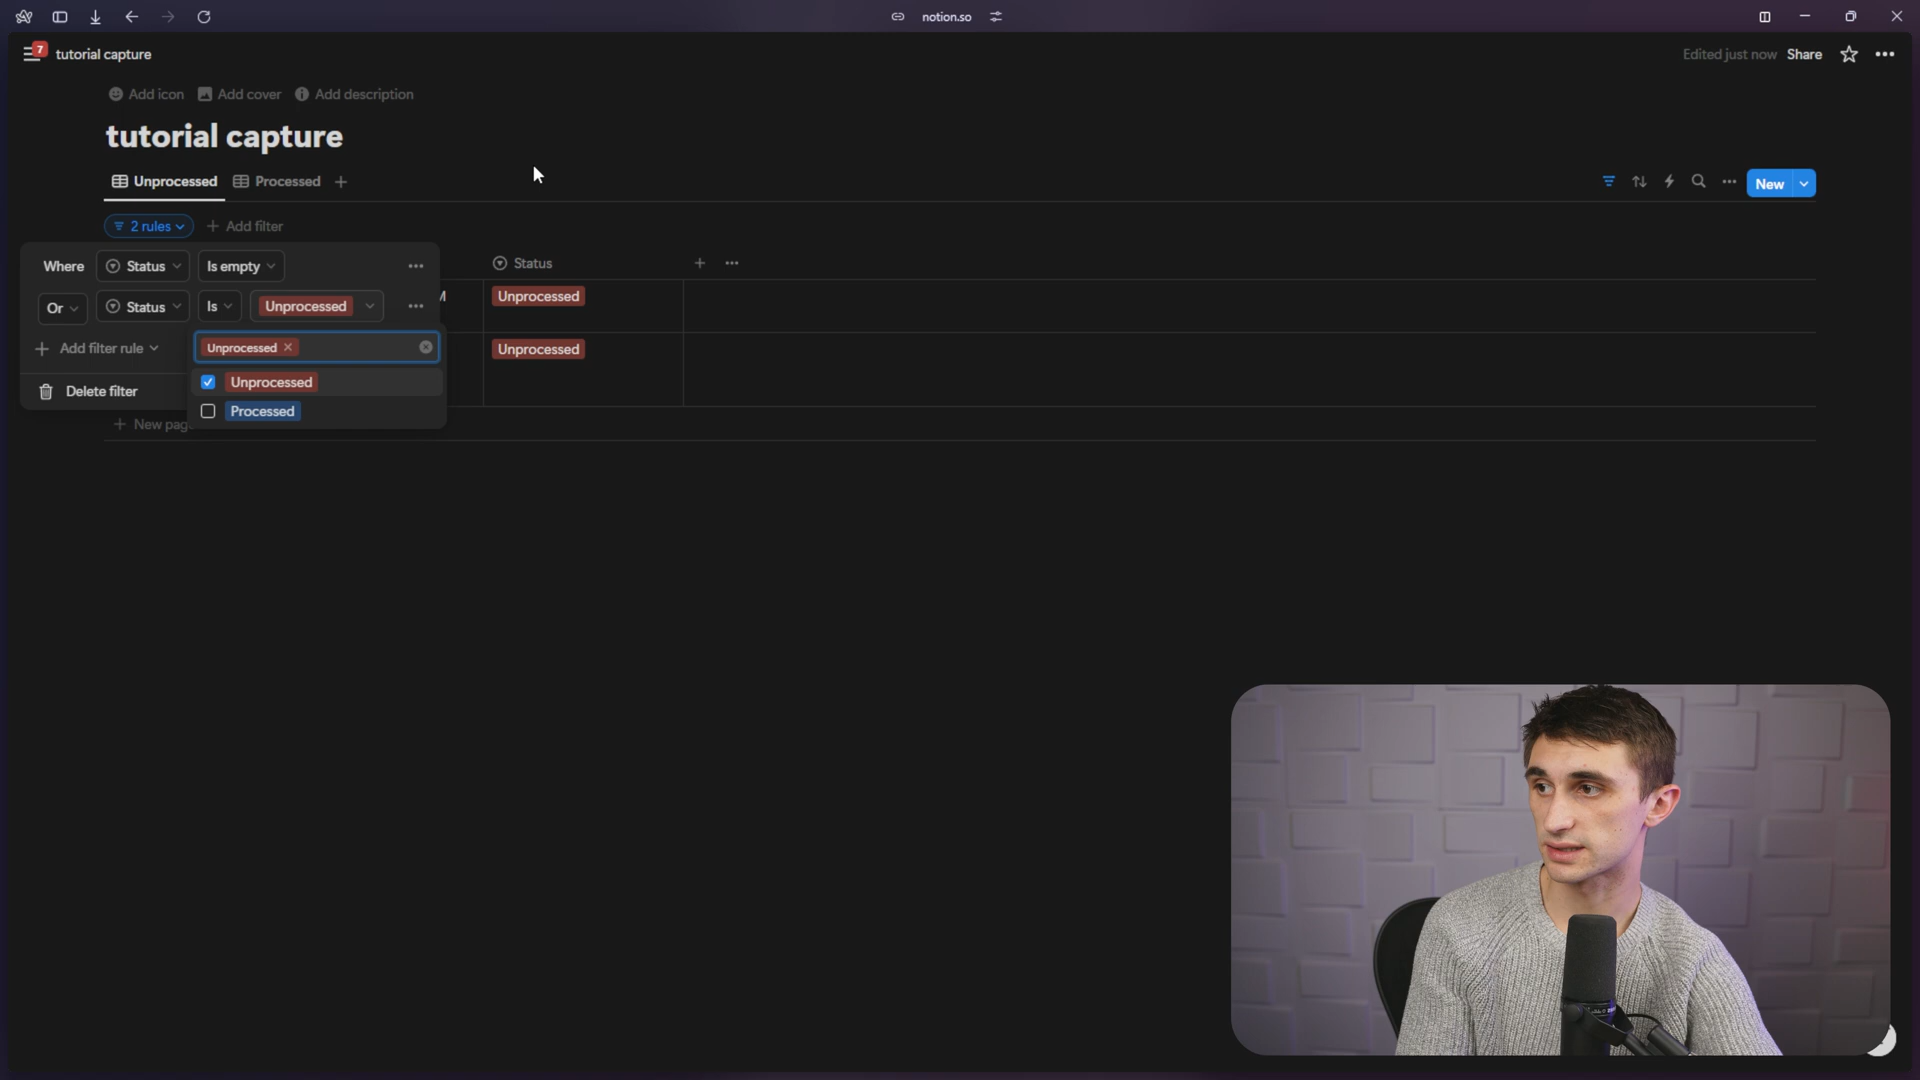 notion.so
7
tutorial capture
Edited just now
Share
Add icon
Add cover
Add description
tutorial capture
Unprocessed
Processed
New
2 rules
Add filter
Where
Status
Is empty
Status
Or
Status
Is
Unprocessed
M
Unprocessed
Add filter rule
Unprocessed
Unprocessed
Unprocessed
Delete filter
Processed
New pag